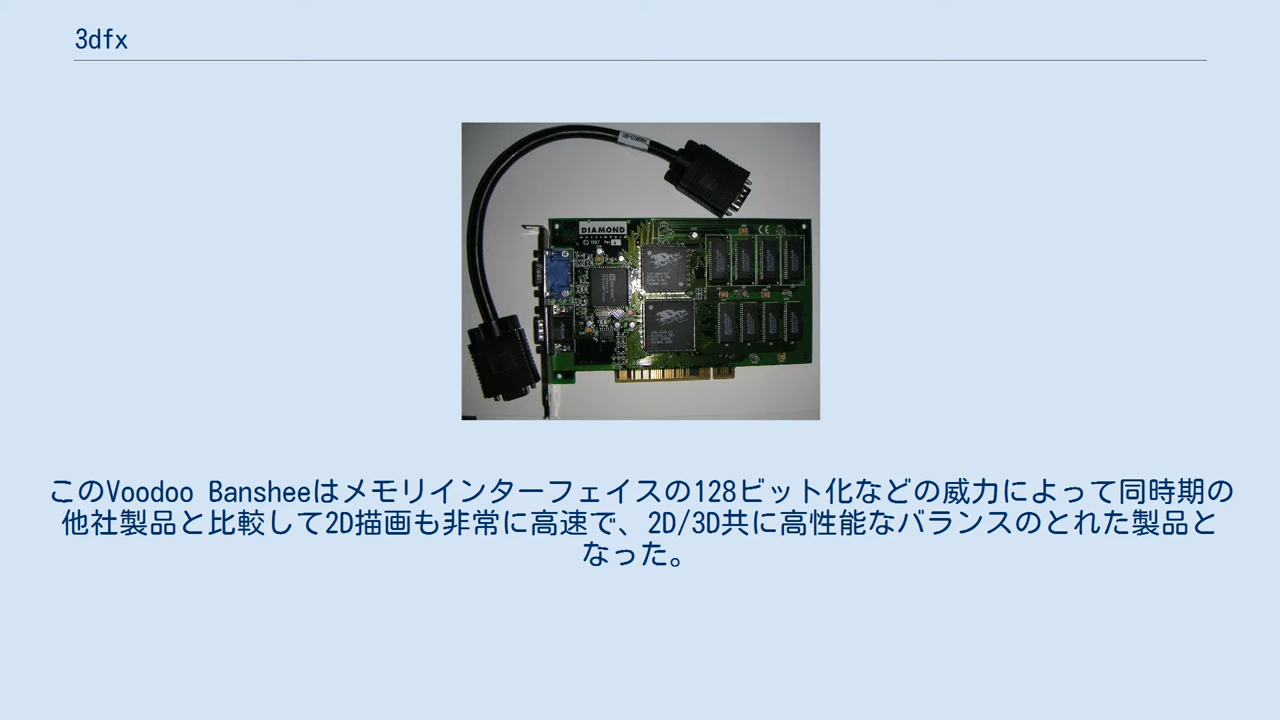 3dfx
DIAMOND
1997
このVoodoo Bansheeはメモリインターフェイスの128ビット化などの威力によって同時期の
他社製品と比較して2D描画も非常に高速で、2D/3D共に高性能なバランスのとれた製品と
なった。